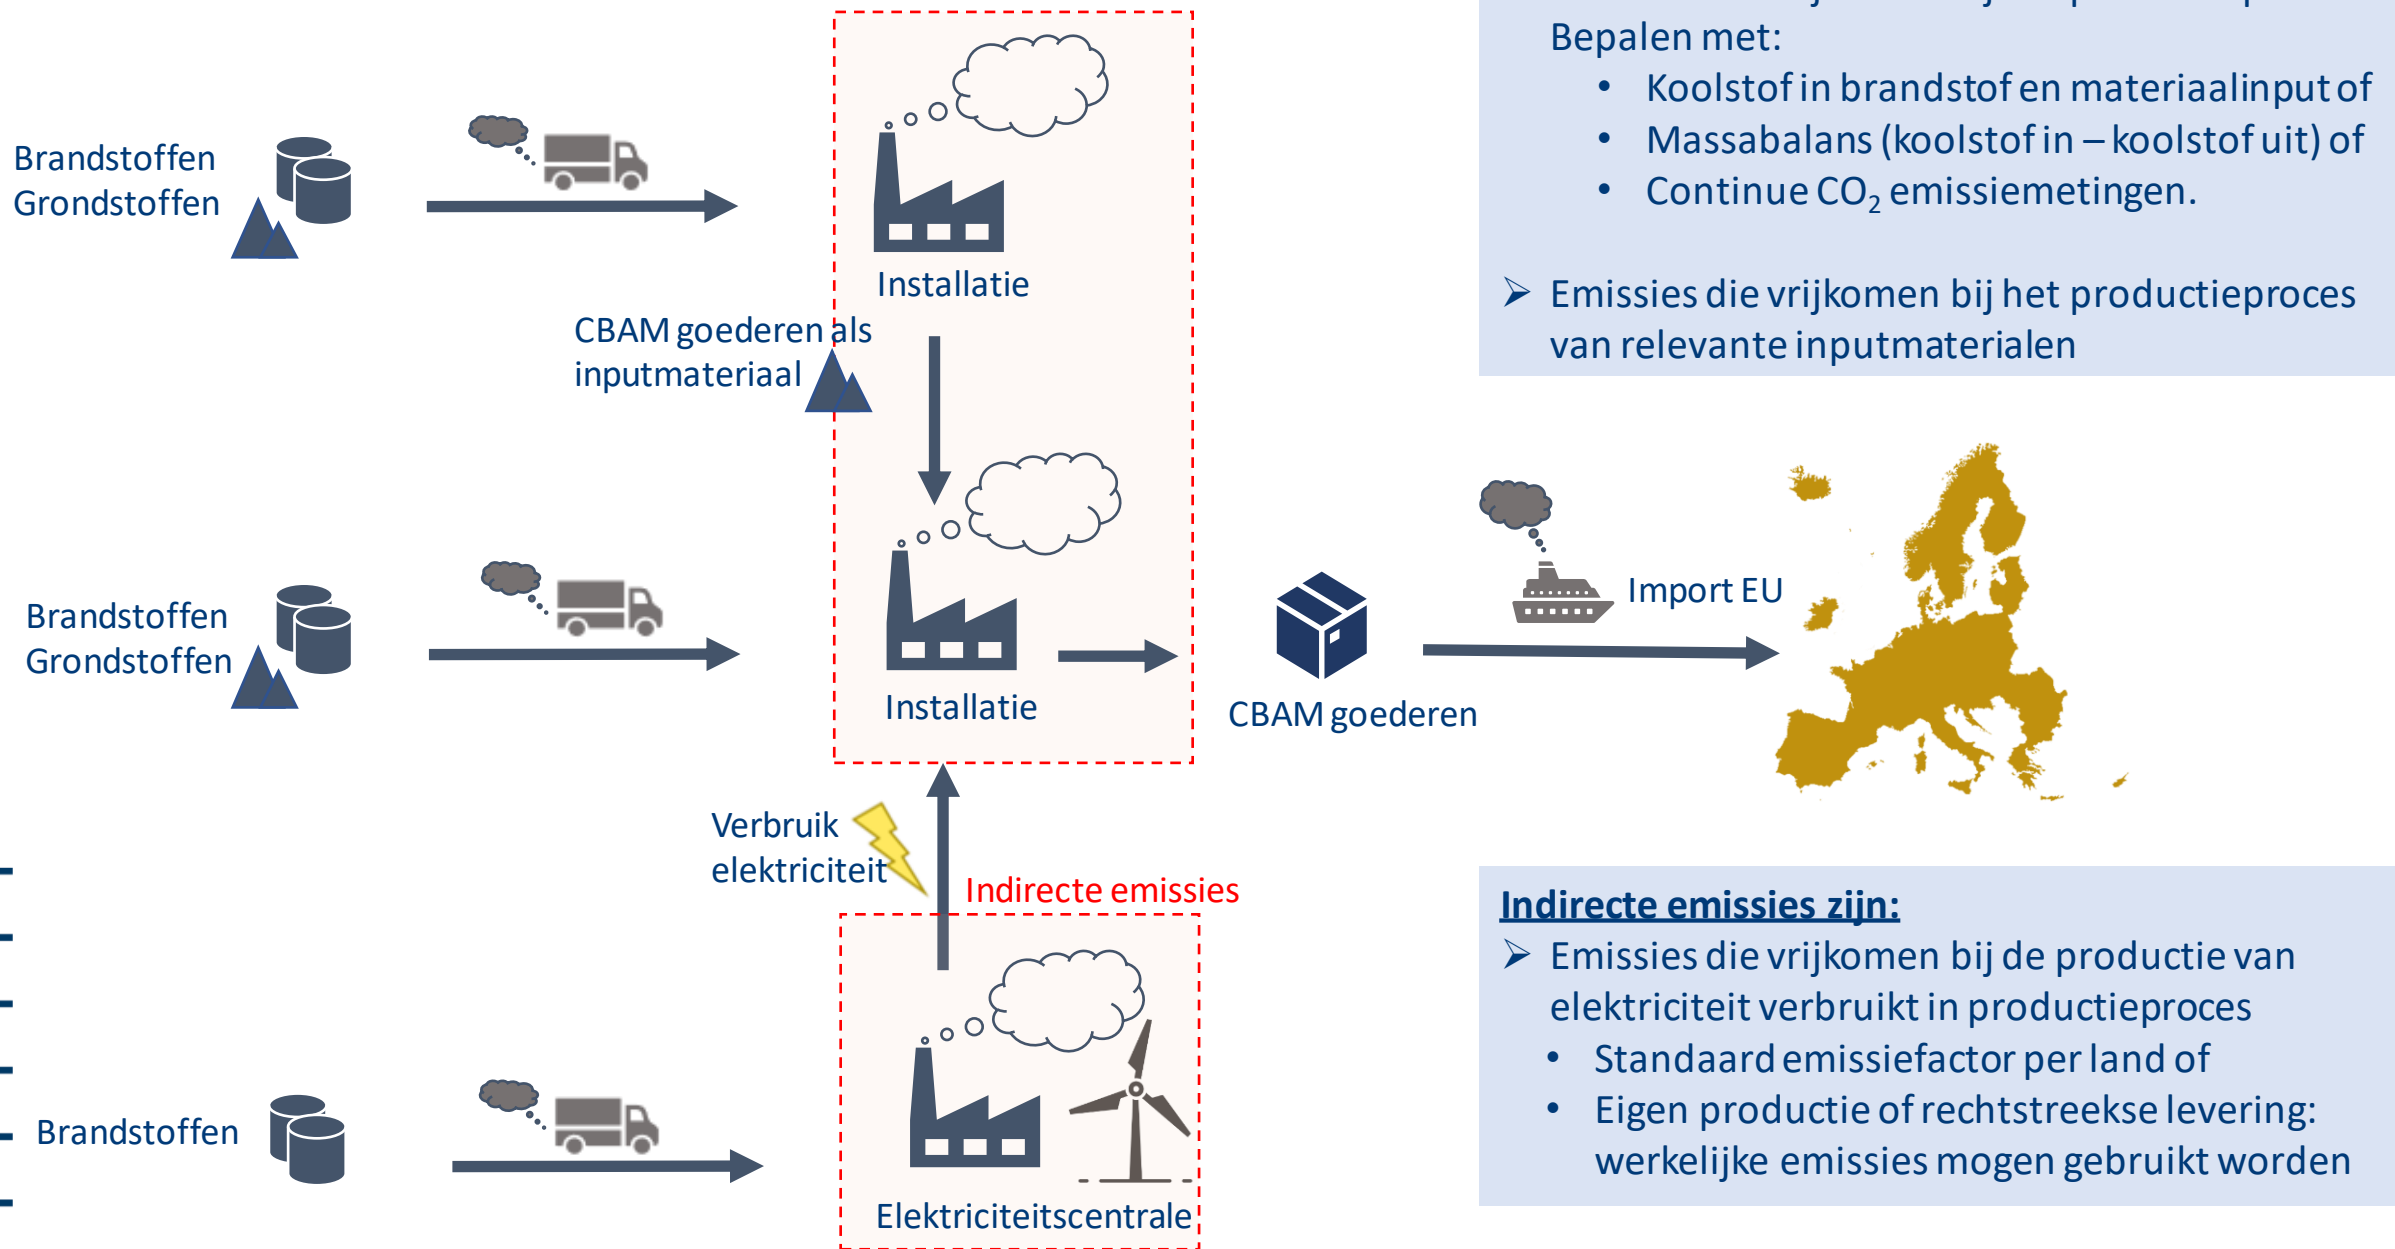 Bepalen met:
• Koolstof in brandstof en materiaalinput of
• Massabalans (koolstof in – koolstof uit) of
• Continue CO₂ emissiemetingen.
➢ Emissies die vrijkomen bij het productieproces
van relevante inputmaterialen
Brandstoffen
Grondstoffen
Installatie
CBAM goederen als
inputmateriaal
Brandstoffen
Grondstoffen
Installatie
CBAM goederen
Import EU
Verbruik
elektriciteit
Indirecte emissies
Brandstoffen
Elektriciteitscentrale
Indirecte emissies zijn:
➢ Emissies die vrijkomen bij de productie van
elektriciteit verbruikt in productieproces
• Standaard emissiefactor per land of
• Eigen productie of rechtstreekse levering:
werkelijke emissies mogen gebruikt worden